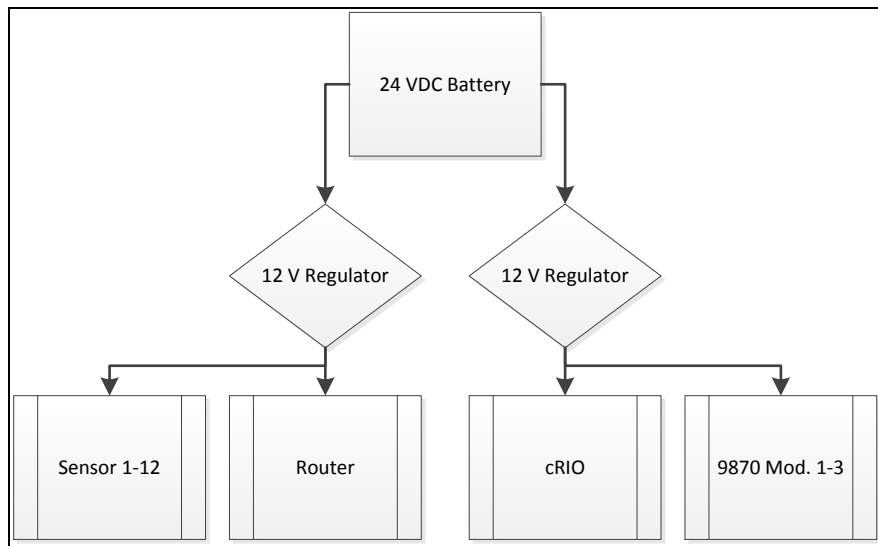 24 VDC Battery
12 V Regulator
12 V Regulator
Sensor 1-12
Router
cRIO
9870 Mod. 1-3